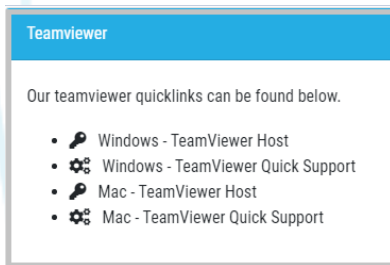 Teamviewer
Our teamviewer quicklinks can be found below.
Windows - TeamViewer Host
Windows - TeamViewer Quick Support
Mac - TeamViewer Host
Mac - TeamViewer Quick Support